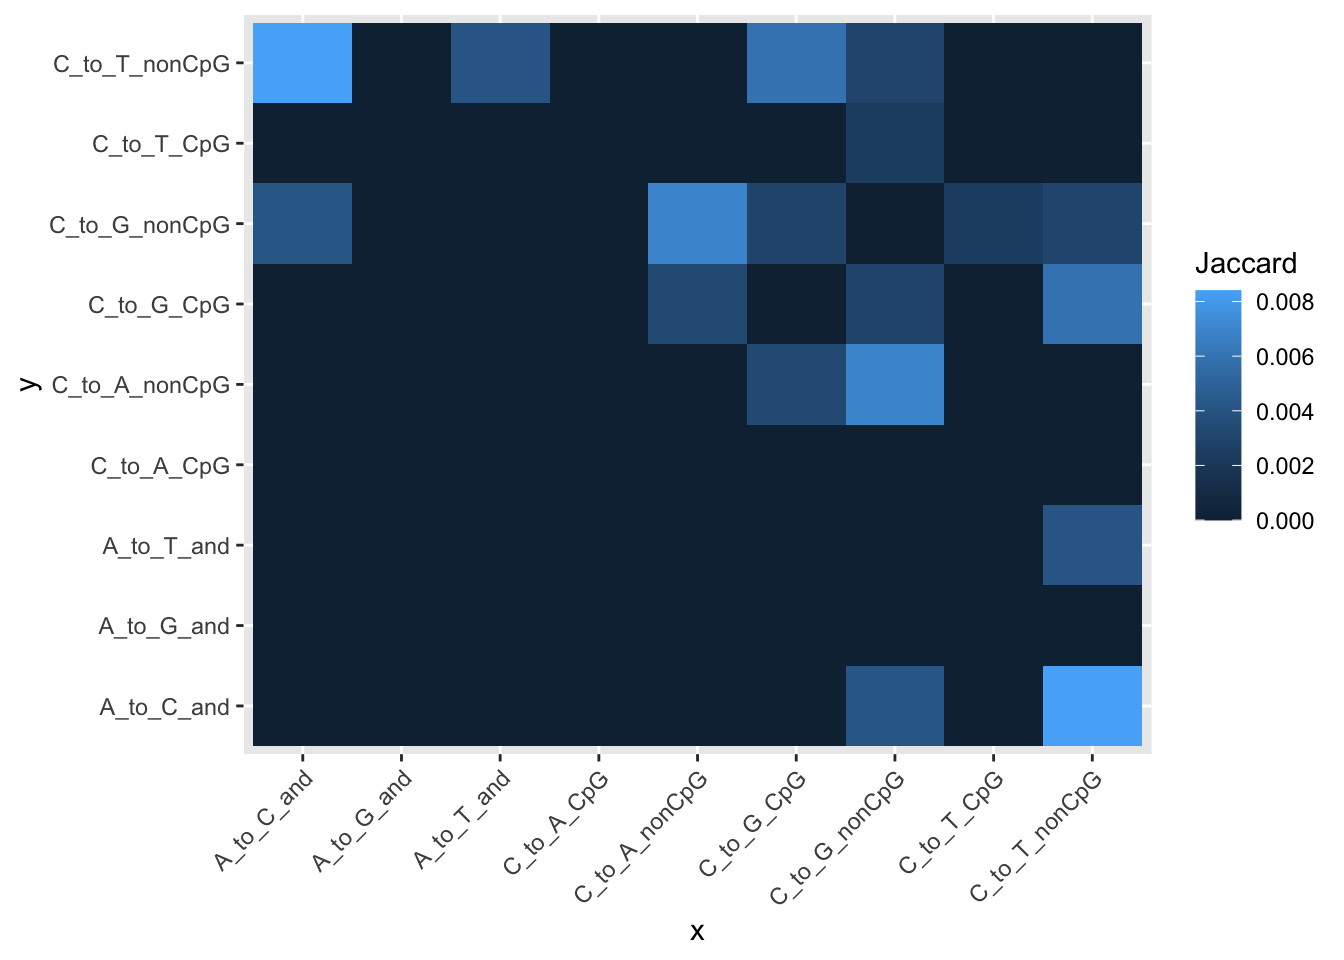 C_to_T_nonCpG
C_to_T_CpG
C_to_G_nonCpG
C_to_G_CpG
C_to_A_nonCpG
C_to_A_CpG
A_to_T_and
A_to_G_and
A_to_C_and
y
A_to_C_and
A_to_G_and
A_to_T_and
C_to_A_CpG
C_to_A_nonCpG
C_to_G_CpG
C_to_G_nonCpG
C_to_T_CpG
C_to_T_nonCpG
x
Jaccard
0.008
0.006
0.004
0.002
0.000